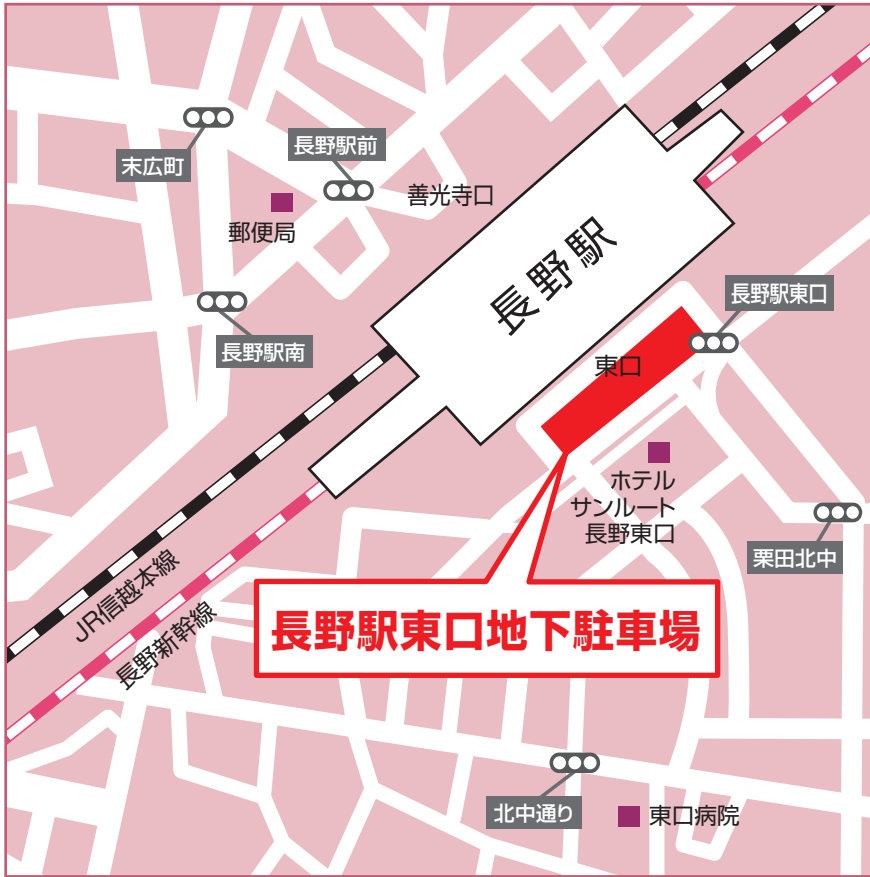 末広町
長野駅前
善光寺口
郵便局
長野駅
長野駅東口
長野駅南
東口
ホテル
サンルート
長野東口
栗田北中
JR信越本線
長野新幹線
長野駅東口地下駐車場
北中通り
東口病院